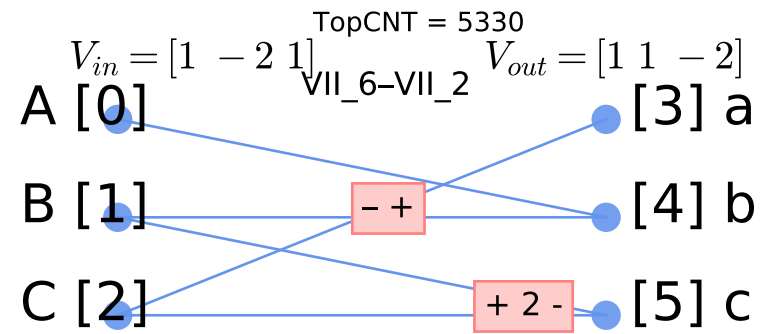 TopCNT = 5330
V_in = [1 −2 1] V_out = [1 1 −2]
VII_6–VII_2
A [0] [3] a
B [1] – + [4] b
C [2] + 2 - [5] c